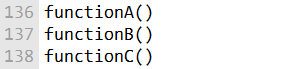 136 functionA()
137 functionB()
138 functionC()